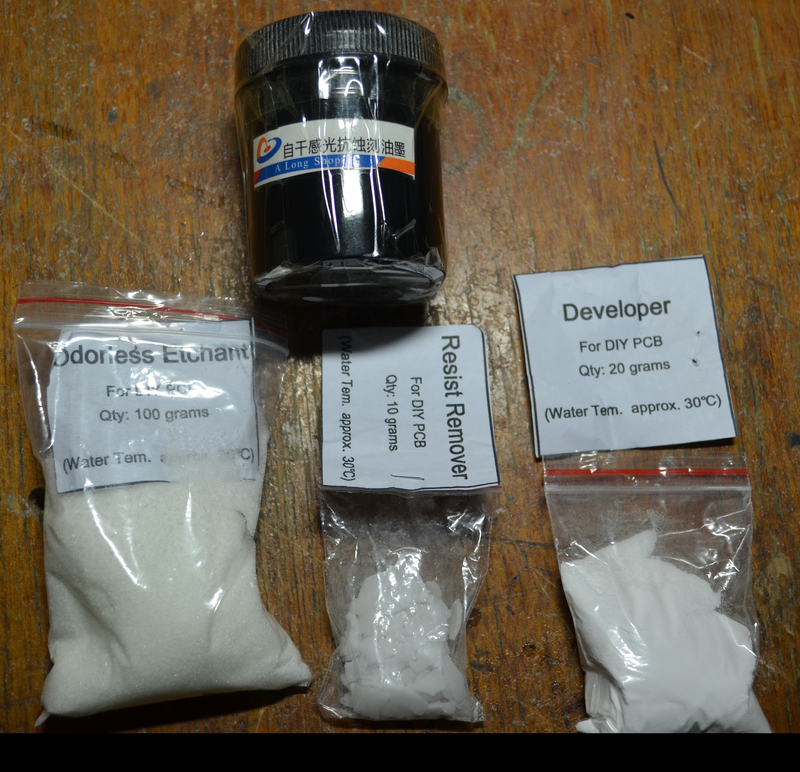 自干感光抗蚀刻油墨
A Long Shop
Odorless Etchant
For DIY PCB
Qty: 100 grams
(Water Tem. approx. 30℃)
Resist Remover
For DIY PCB
Qty: 10 grams
(Water Tem. approx. 30℃)
Developer
For DIY PCB
Qty: 20 grams
(Water Tem. approx. 30℃)